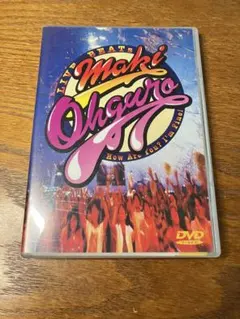 LIVE BEATS
Maki
Ohguro
How Are You? I'm Fine!
DVD